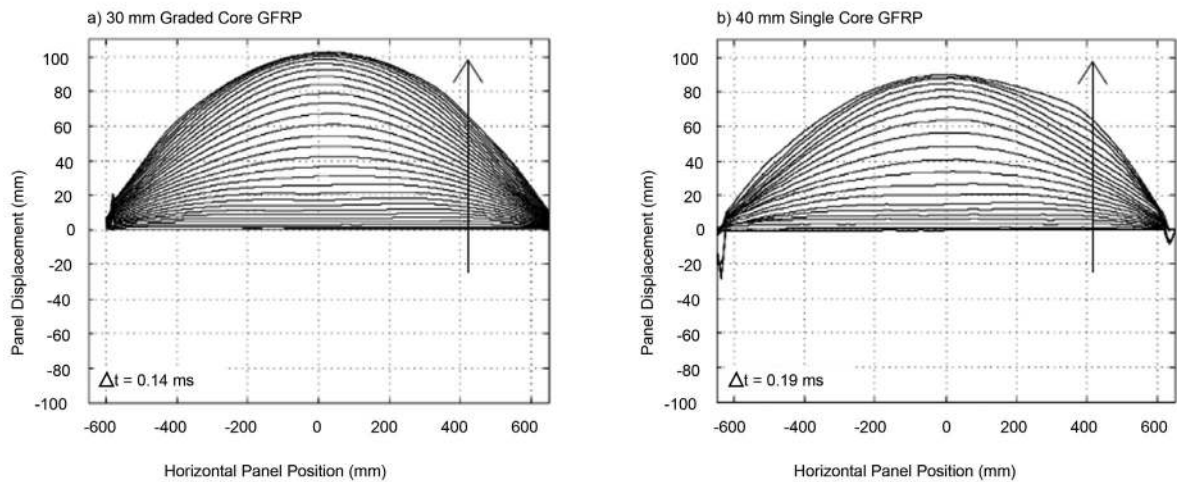 a) 30 mm Graded Core GFRP
Panel Displacement (mm)
100
80
60
40
20
0
-20
-40
-60
-80
-100
Δt = 0.14 ms
-600 -400 -200 0 200 400 600
Horizontal Panel Position (mm)
b) 40 mm Single Core GFRP
Panel Displacement (mm)
100
80
60
40
20
0
-20
-40
-60
-80
-100
Δt = 0.19 ms
-600 -400 -200 0 200 400 600
Horizontal Panel Position (mm)